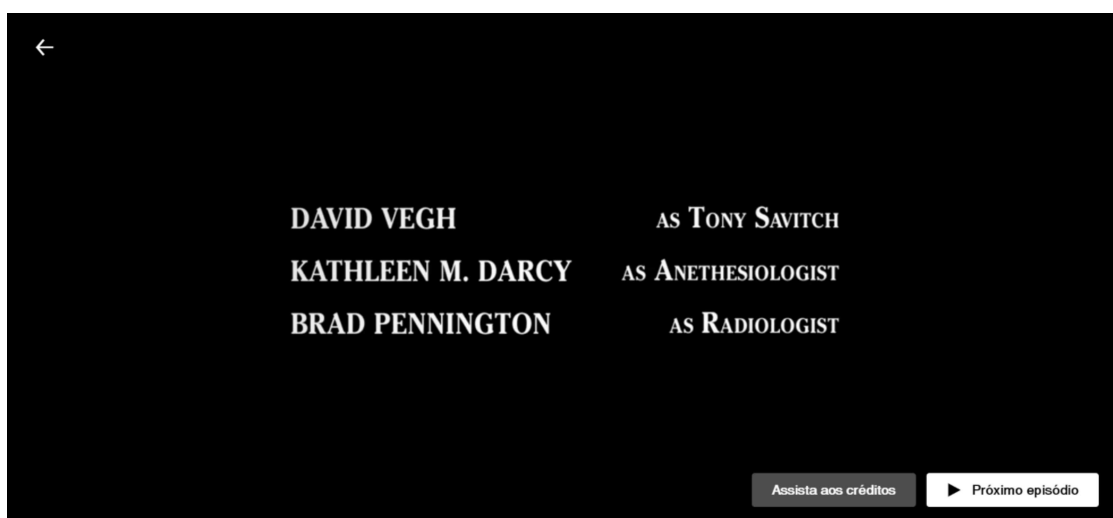 DAVID VEGH AS TONY SAVITCH
KATHLEEN M. DARCY AS ANETHESIOLOGIST
BRAD PENNINGTON AS RADIOLOGIST
Assista aos créditos
Próximo episódio